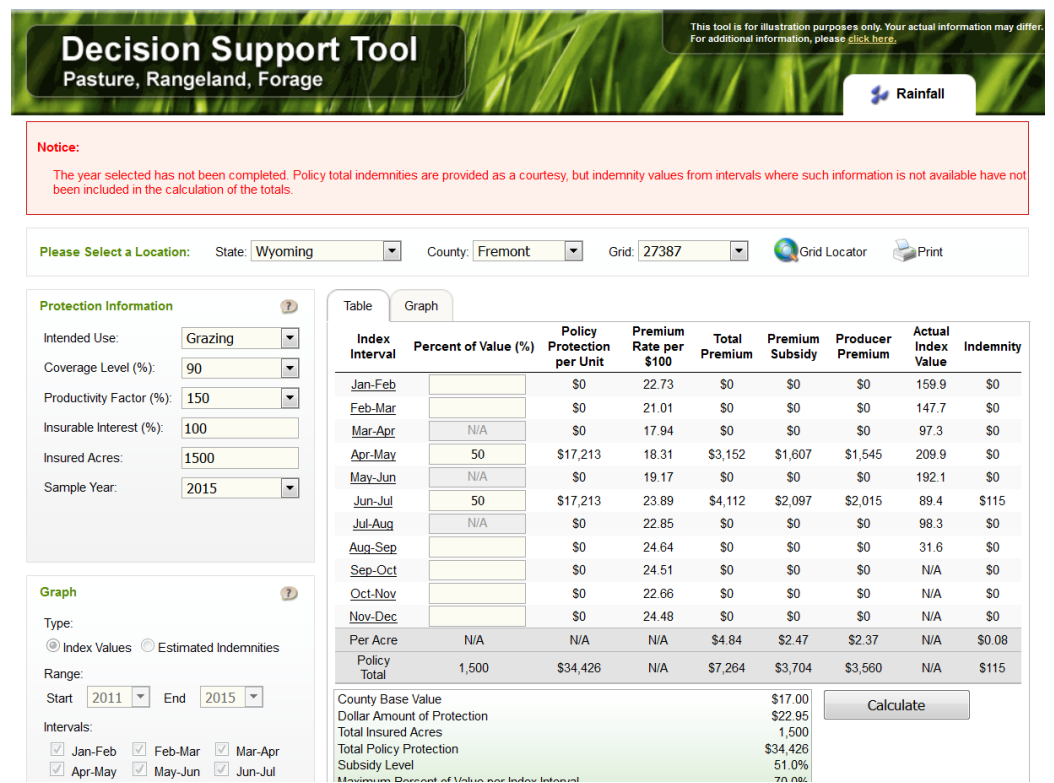 Decision Support Tool
Pasture, Rangeland, Forage
This tool is for illustration purposes only. Your actual information may differ.
For additional information, please click here.
Rainfall
Notice:
The year selected has not been completed. Policy total indemnities are provided as a courtesy, but indemnity values from intervals where such information is not available have not
been included in the calculation of the totals.
Please Select a Location: State: Wyoming County: Fremont Grid: 27387 Grid Locator Print
Protection Information ?
Intended Use: Grazing
Coverage Level (%): 90
Productivity Factor (%): 150
Insurable Interest (%): 100
Insured Acres: 1500
Sample Year: 2015
Graph ?
Type:
Index Values Estimated Indemnities
Range:
Start 2011 End 2015
Intervals:
Jan-Feb Feb-Mar Mar-Apr
Apr-May May-Jun Jun-Jul
Table Graph
Index Interval Percent of Value (%) Policy Protection per Unit Premium Rate per $100 Total Premium Premium Subsidy Producer Premium Actual Index Value Indemnity
Jan-Feb $0 22.73 $0 $0 $0 159.9 $0
Feb-Mar $0 21.01 $0 $0 $0 147.7 $0
Mar-Apr N/A $0 17.94 $0 $0 $0 97.3 $0
Apr-May 50 $17,213 18.31 $3,152 $1,607 $1,545 209.9 $0
May-Jun N/A $0 19.17 $0 $0 $0 192.1 $0
Jun-Jul 50 $17,213 23.89 $4,112 $2,097 $2,015 89.4 $115
Jul-Aug N/A $0 22.85 $0 $0 $0 98.3 $0
Aug-Sep $0 24.64 $0 $0 $0 31.6 $0
Sep-Oct $0 24.51 $0 $0 $0 N/A $0
Oct-Nov $0 22.66 $0 $0 $0 N/A $0
Nov-Dec $0 24.48 $0 $0 $0 N/A $0
Per Acre N/A N/A N/A $4.84 $2.47 $2.37 N/A $0.08
Policy Total 1,500 $34,426 N/A $7,264 $3,704 $3,560 N/A $115
County Base Value $17.00
Dollar Amount of Protection $22.95
Total Insured Acres 1,500
Total Policy Protection $34,426
Subsidy Level 51.0%
Maximum Percent of Value per Index Interval 70.0%
Calculate